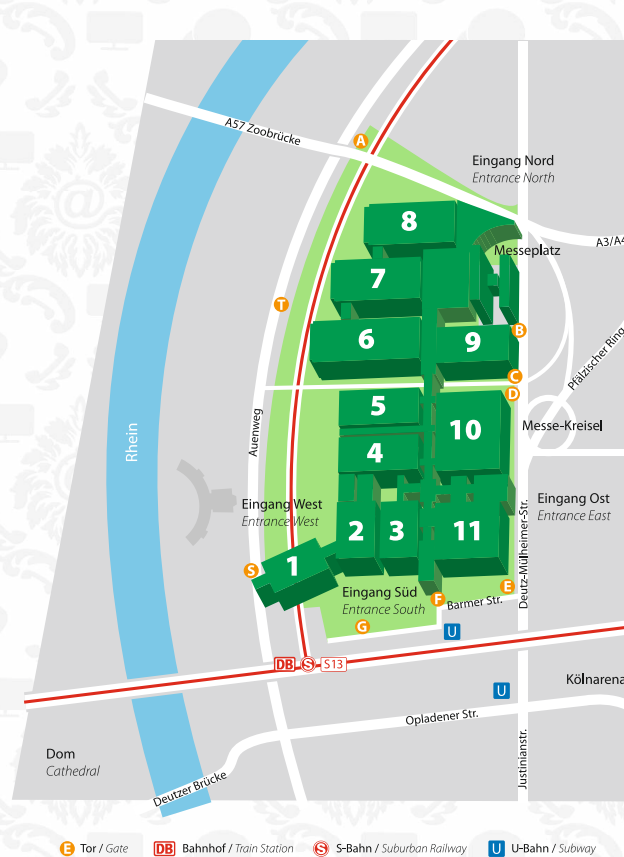 A57 Zoobrücke
A
Eingang Nord
Entrance North
8
Messeplatz
A3/A4
7
T
6
9
B
C
D
Pfälzischer Ring
5
Auenweg
10
Messe-Kreisel
Rhein
4
Eingang West
Entrance West
Eingang Ost
Entrance East
2
3
11
Deutz-Mülheimer-Str.
1
S
Eingang Süd
Entrance South
E
F
Barmer Str.
G
U
DB
S
S13
Kölnarena
U
Opladener Str.
Dom
Cathedral
Justinianstr.
Deutzer Brücke
E Tor / Gate DB Bahnhof / Train Station S S-Bahn / Suburban Railway U U-Bahn / Subway